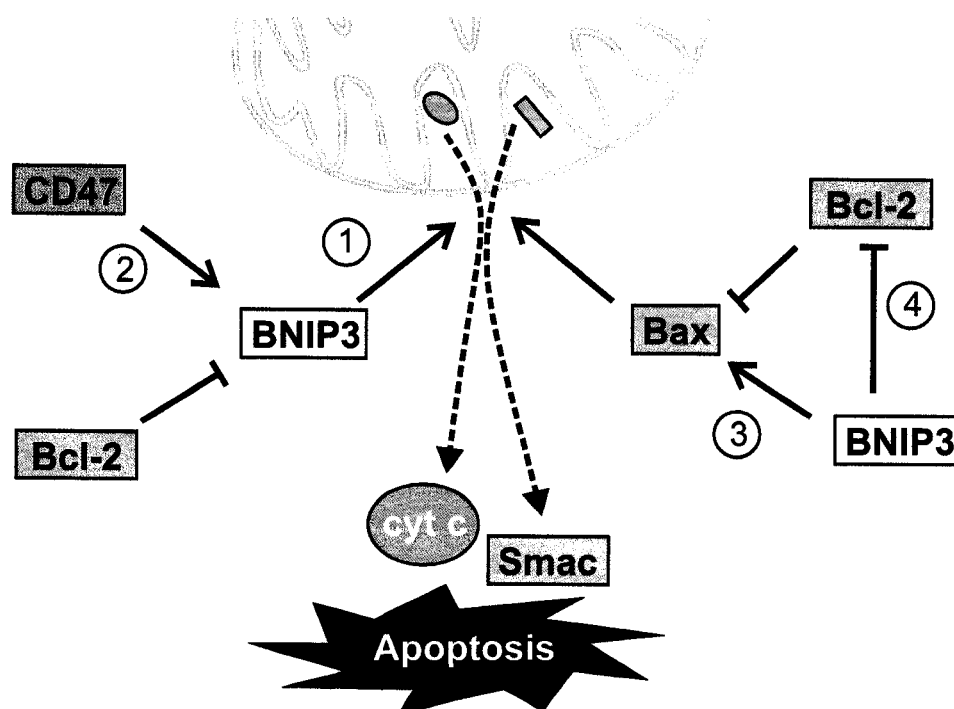 CD47
Bcl-2
1
2
4
BNIP3
Bax
3
Bcl-2
BNIP3
cyt c
Smac
Apoptosis